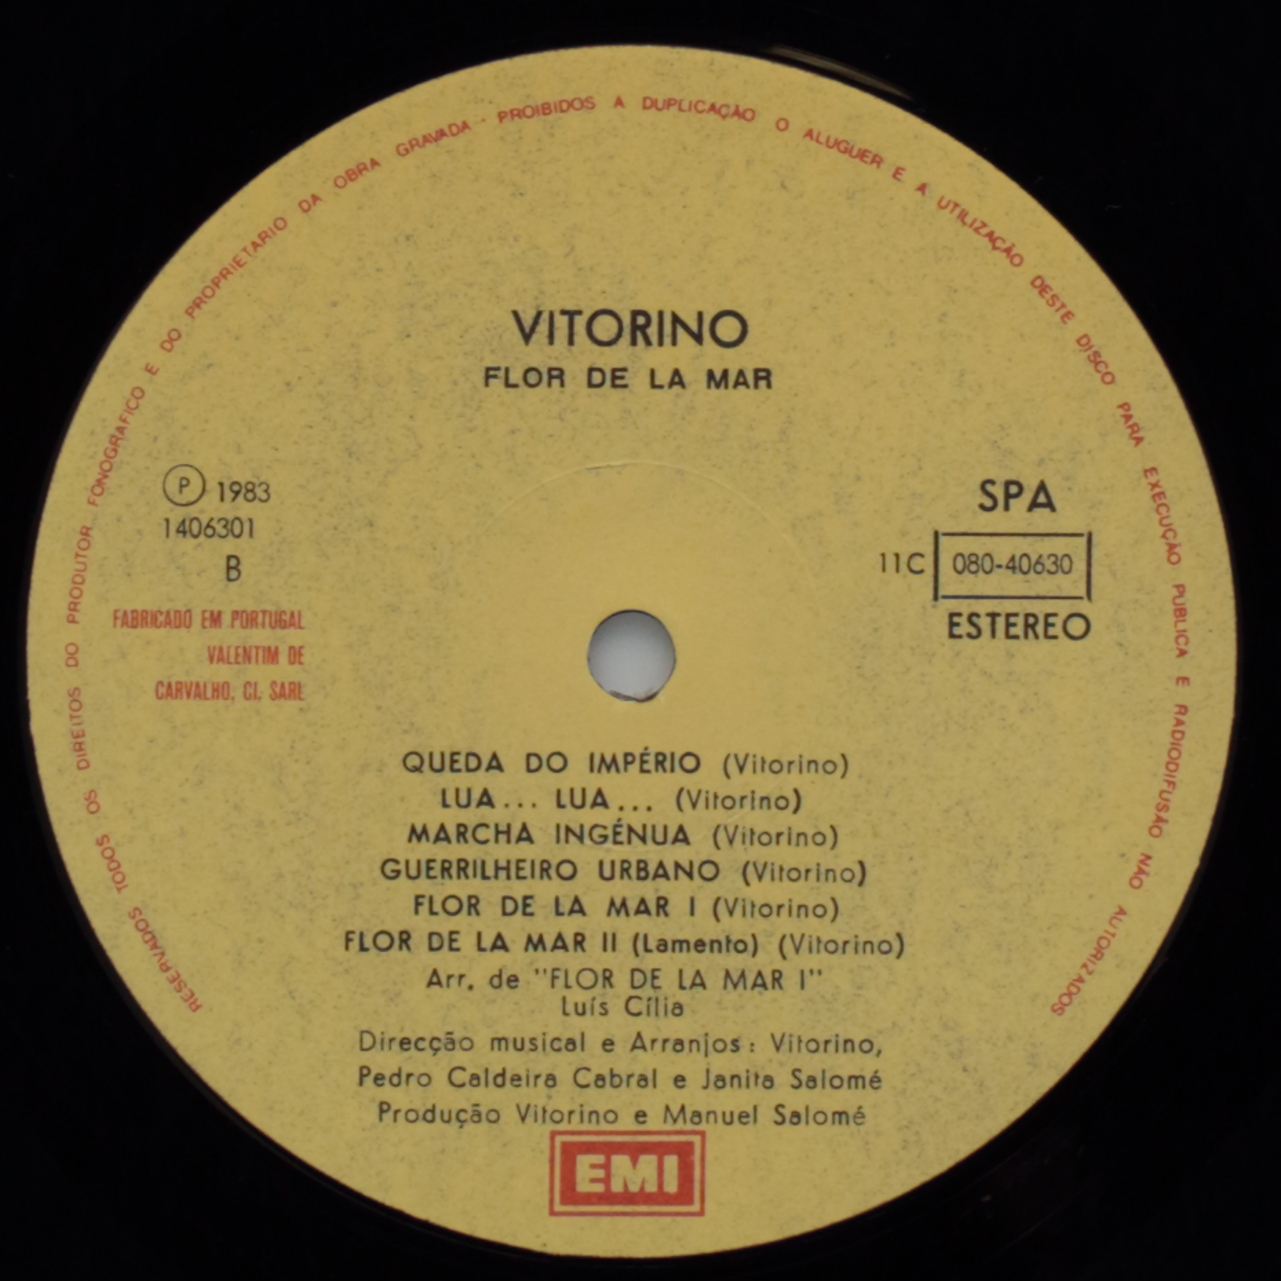 RESERVADOS TODOS OS DIREITOS DO PRODUTOR FONOGRAFICO E DO PROPRIETARIO DA OBRA GRAVADA · PROIBIDOS A DUPLICAÇÃO O ALUGUER E A UTILIZAÇÃO DESTE DISCO PARA EXECUÇÃO PUBLICA E RADIODIFUSÃO NÃO AUTORIZADOS
VITORINO
FLOR DE LA MAR
Ⓟ 1983
1406301
B
FABRICADO EM PORTUGAL
VALENTIM DE
CARVALHO, CI. SARL
SPA
11C 080-40630
ESTEREO
QUEDA DO IMPÉRIO (Vitorino)
LUA... LUA... (Vitorino)
MARCHA INGÉNUA (Vitorino)
GUERRILHEIRO URBANO (Vitorino)
FLOR DE LA MAR I (Vitorino)
FLOR DE LA MAR II (Lamento) (Vitorino)
Arr. de "FLOR DE LA MAR I"
Luís Cília
Direcção musical e Arranjos: Vitorino,
Pedro Caldeira Cabral e Janita Salomé
Produção Vitorino e Manuel Salomé
EMI